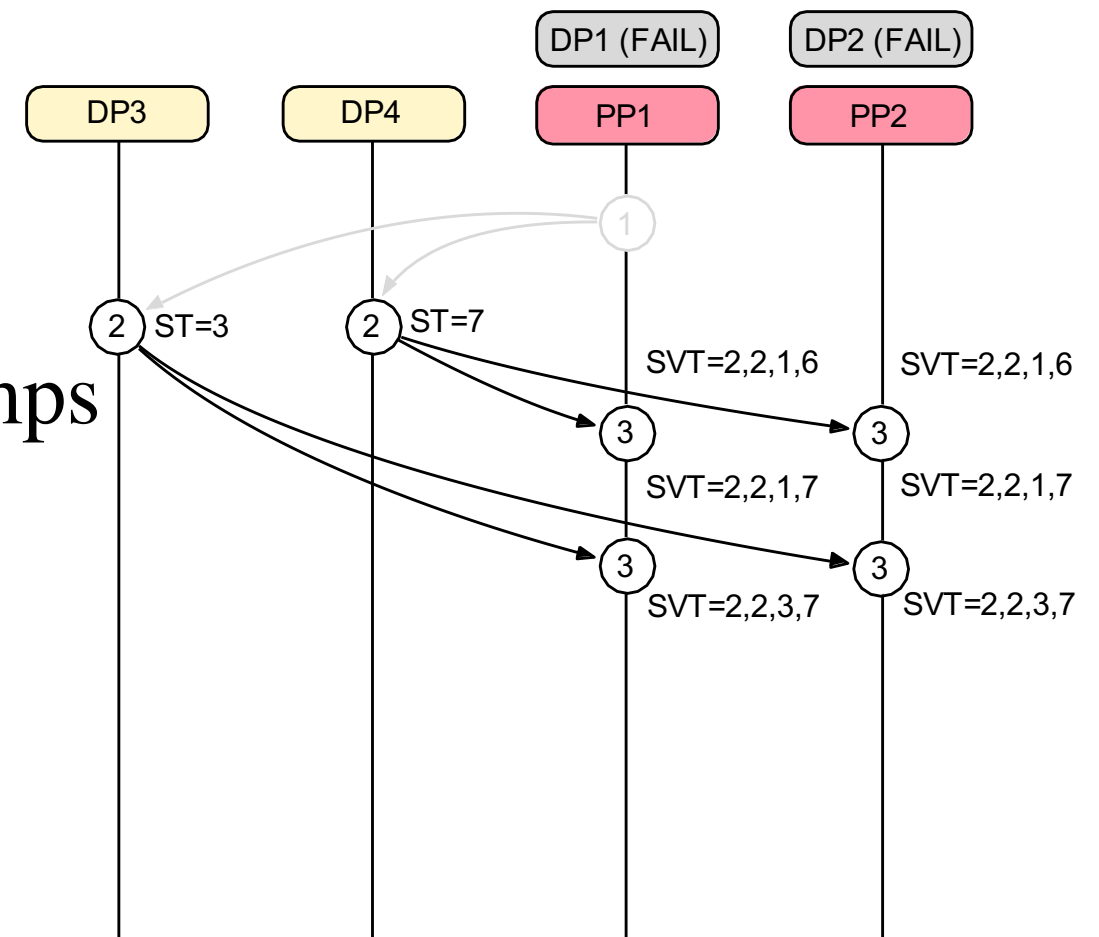 DP1 (FAIL) DP2 (FAIL)
DP3 DP4 PP1 PP2
1
2 ST=3 2 ST=7
SVT=2,2,1,6 SVT=2,2,1,6
mps
3 3
SVT=2,2,1,7 SVT=2,2,1,7
3 3
SVT=2,2,3,7 SVT=2,2,3,7